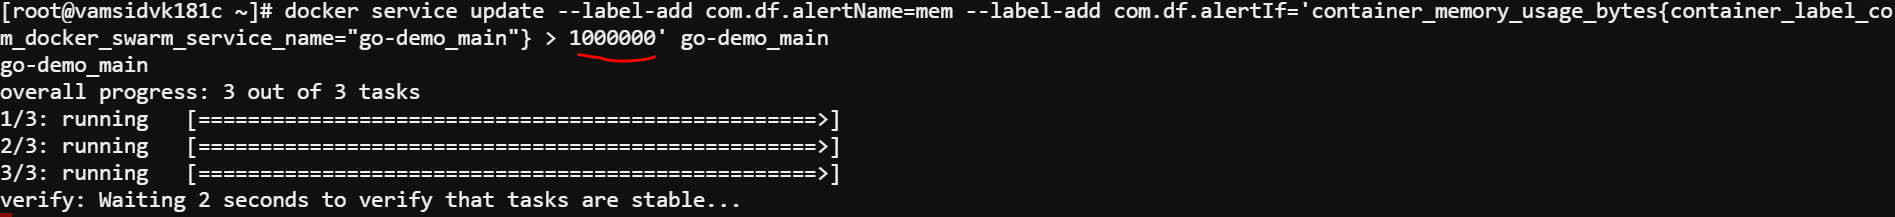 [root@vamsidvk181c ~]# docker service update --label-add com.df.alertName=mem --label-add com.df.alertIf='container_memory_usage_bytes{container_label_co
m_docker_swarm_service_name="go-demo_main"} > 1000000' go-demo_main
go-demo_main
overall progress: 3 out of 3 tasks
1/3: running   [==================================================>]
2/3: running   [==================================================>]
3/3: running   [==================================================>]
verify: Waiting 2 seconds to verify that tasks are stable...